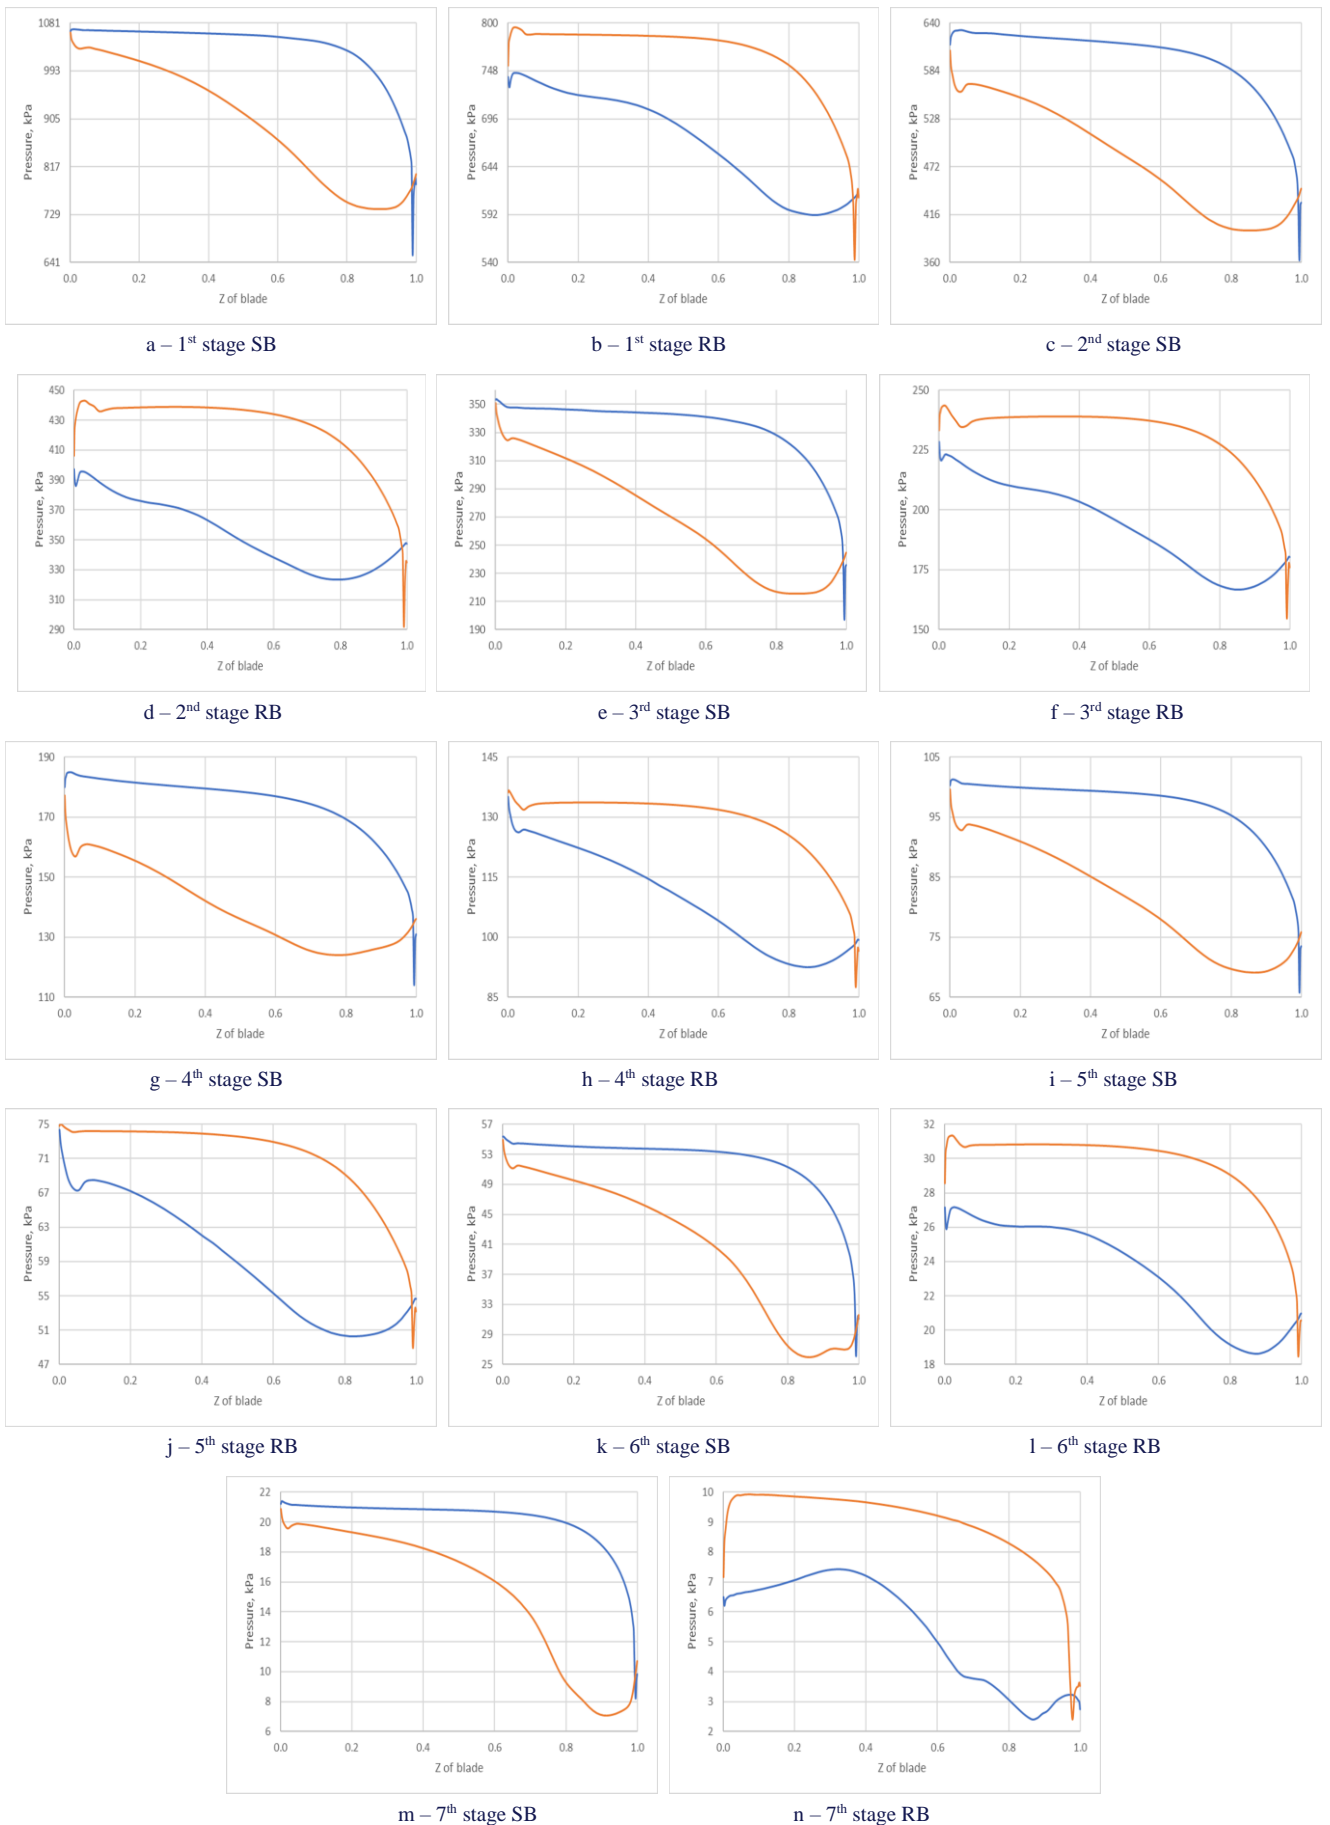 1081
993
905
817
729
641
Pressure, kPa
0.0 0.2 0.4 0.6 0.8 1.0
Z of blade
a – 1st stage SB
800
748
696
644
592
540
Pressure, kPa
0.0 0.2 0.4 0.6 0.8 1.0
Z of blade
b – 1st stage RB
640
584
528
472
416
360
Pressure, kPa
0.0 0.2 0.4 0.6 0.8 1.0
Z of blade
c – 2nd stage SB
450
430
410
390
370
350
330
310
290
Pressure, kPa
0.0 0.2 0.4 0.6 0.8 1.0
Z of blade
d – 2nd stage RB
350
330
310
290
270
250
230
210
190
Pressure, kPa
0.0 0.2 0.4 0.6 0.8 1.0
Z of blade
e – 3rd stage SB
250
225
200
175
150
Pressure, kPa
0.0 0.2 0.4 0.6 0.8 1.0
Z of blade
f – 3rd stage RB
190
170
150
130
110
Pressure, kPa
0.0 0.2 0.4 0.6 0.8 1.0
Z of blade
g – 4th stage SB
145
130
115
100
85
Pressure, kPa
0.0 0.2 0.4 0.6 0.8 1.0
Z of blade
h – 4th stage RB
105
95
85
75
65
Pressure, kPa
0.0 0.2 0.4 0.6 0.8 1.0
Z of blade
i – 5th stage SB
75
71
67
63
59
55
51
47
Pressure, kPa
0.0 0.2 0.4 0.6 0.8 1.0
Z of blade
j – 5th stage RB
57
53
49
45
41
37
33
29
25
Pressure, kPa
0.0 0.2 0.4 0.6 0.8 1.0
Z of blade
k – 6th stage SB
32
30
28
26
24
22
20
18
Pressure, kPa
0.0 0.2 0.4 0.6 0.8 1.0
Z of blade
l – 6th stage RB
22
20
18
16
14
12
10
8
6
Pressure, kPa
0.0 0.2 0.4 0.6 0.8 1.0
Z of blade
m – 7th stage SB
10
9
8
7
6
5
4
3
2
Pressure, kPa
0.0 0.2 0.4 0.6 0.8 1.0
Z of blade
n – 7th stage RB